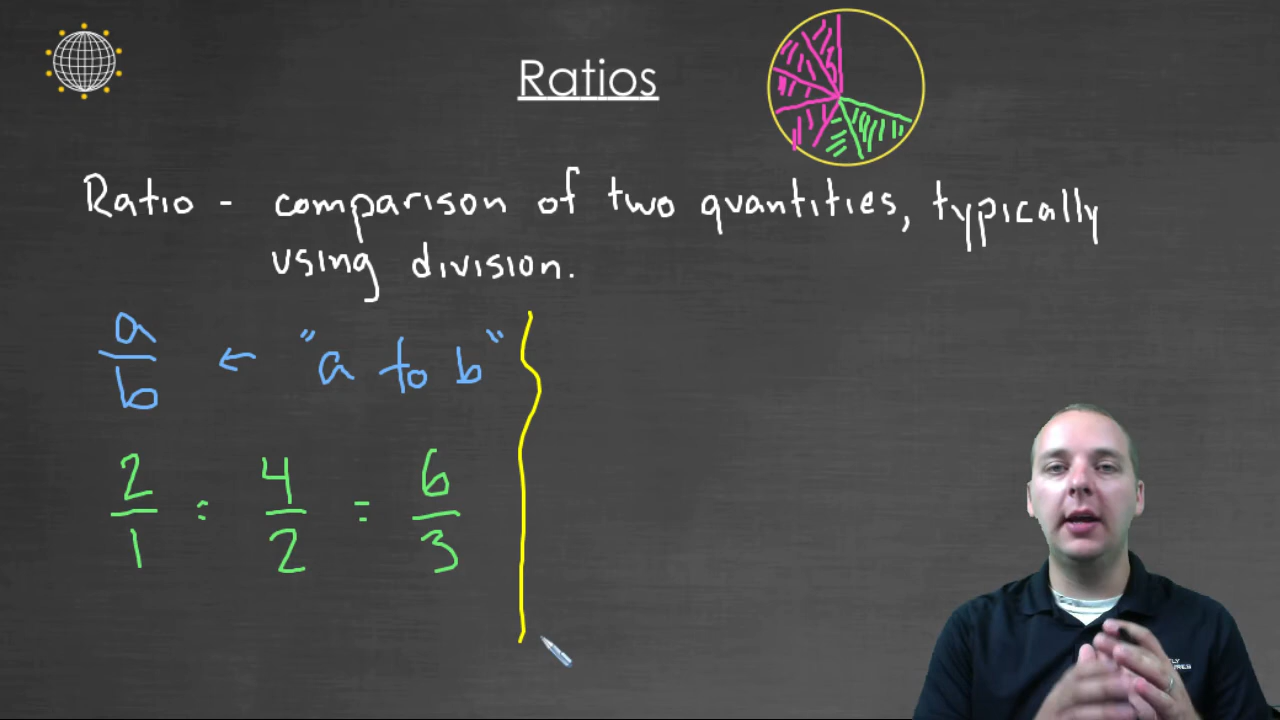 Ratios
Ratio - comparison of two quantities, typically
using division.
a
b
← "a to b"
2/1 = 4/2 = 6/3